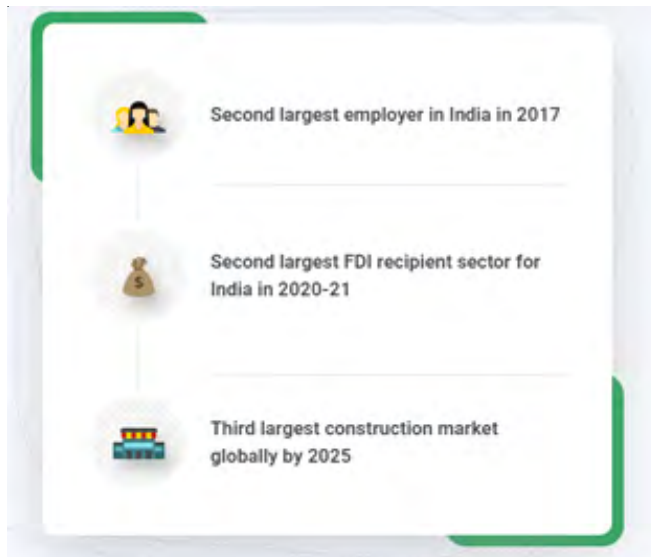 Second largest employer in India in 2017
Second largest FDI recipient sector for
India in 2020-21
$
Third largest construction market
globally by 2025